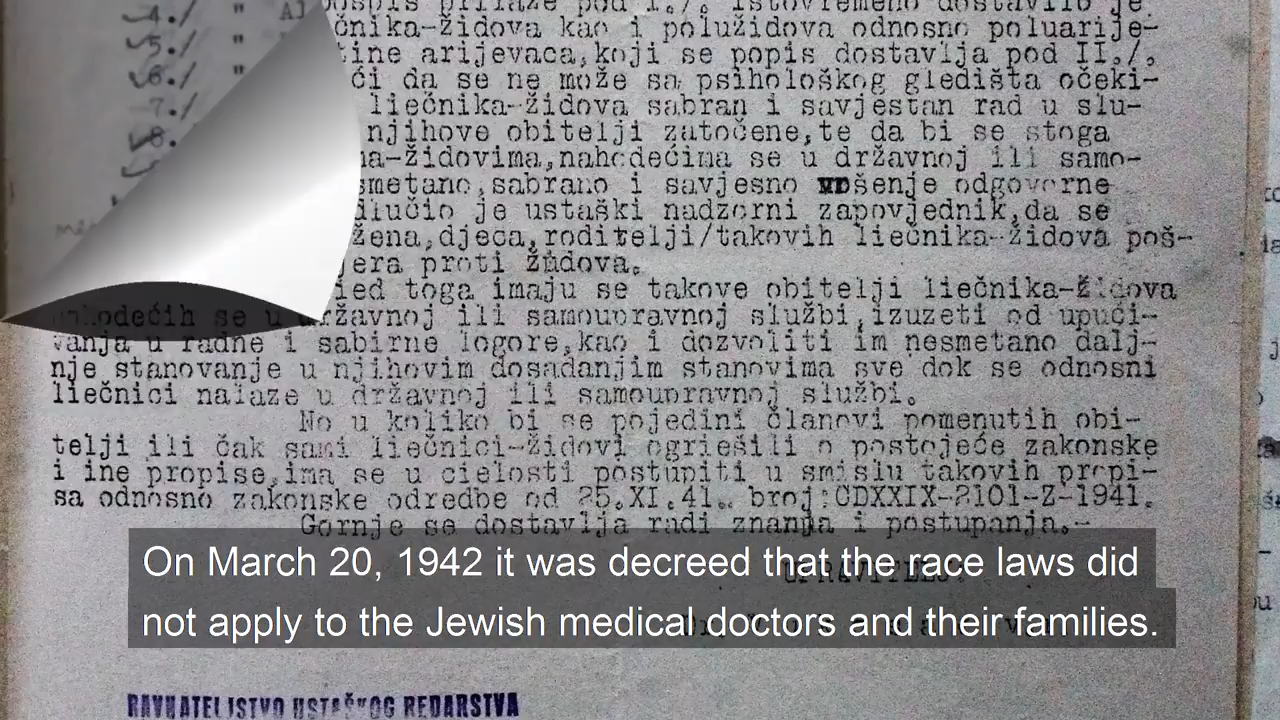 4./ " Al
pospis prilaže pod I./. istovremeno dostavilo je
5./ "
čnika-židova kao i polužidova odnosno poluarije-
tine arijevaca,koji se popis dostavlja pod II./.
6./ "
ći da se ne može sa psihološkog gledišta očeki-
7./
liečnika-židova sabran i savjestan rad u slu-
8.
njihove obitelji zatočene,te da bi se stoga
na-židovima,nahodećima se u državnoj ili samo-
smetano,sabrano i savjesno vršenje odgovorne
dlučio je ustaški nadzorni zapovjednik,da se
žena,djeca,roditelji/takovih liečnika-židova poš-
jera proti židova.
ied toga imaju se takove obitelji liečnika-židova
nahodećih se u državnoj ili samoupravnoj službi,izuzeti od upući-
vanja u radne i sabirne logore,kao i dozvoliti im nesmetano dalj-
nje stanovanje u njihovim dosadanjim stanovima sve dok se odnosni
liečnici nalaze u državnoj ili samoupravnoj službi.
No u koliko bi se pojedini članovi pomenutih obi-
telji ili čak sami liečnici-židovi ogriešili o postojeće zakonske
i ine propise,ima se u cielosti postupiti u smislu takovih propi-
sa odnosno zakonske odredbe od 25.XI.41. broj:CDXXIX-2101-Z-1941.
Gornje se dostavlja radi znanja i postupanja.-
On March 20, 1942 it was decreed that the race laws did
not apply to the Jewish medical doctors and their families.
RAVNATELJSTVO USTAŠKOG REDARSTVA